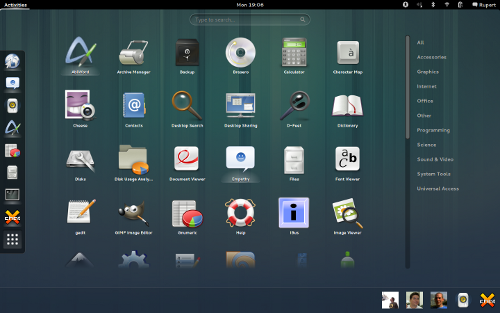 Activities
Mon 19:06
Rupert
Type to search...
AbiWord
Archive Manager
Backup
Brasero
Calculator
Character Map
Cheese
Contacts
Desktop Search
Desktop Sharing
D-Feet
Dictionary
Disks
Disk Usage Analy...
Document Viewer
Empathy
Files
Font Viewer
gedit
GIMP Image Editor
Gnumeric
Help
Image Viewer
All
Accessories
Graphics
Internet
Office
Other
Programming
Science
Sound & Video
System Tools
Universal Access